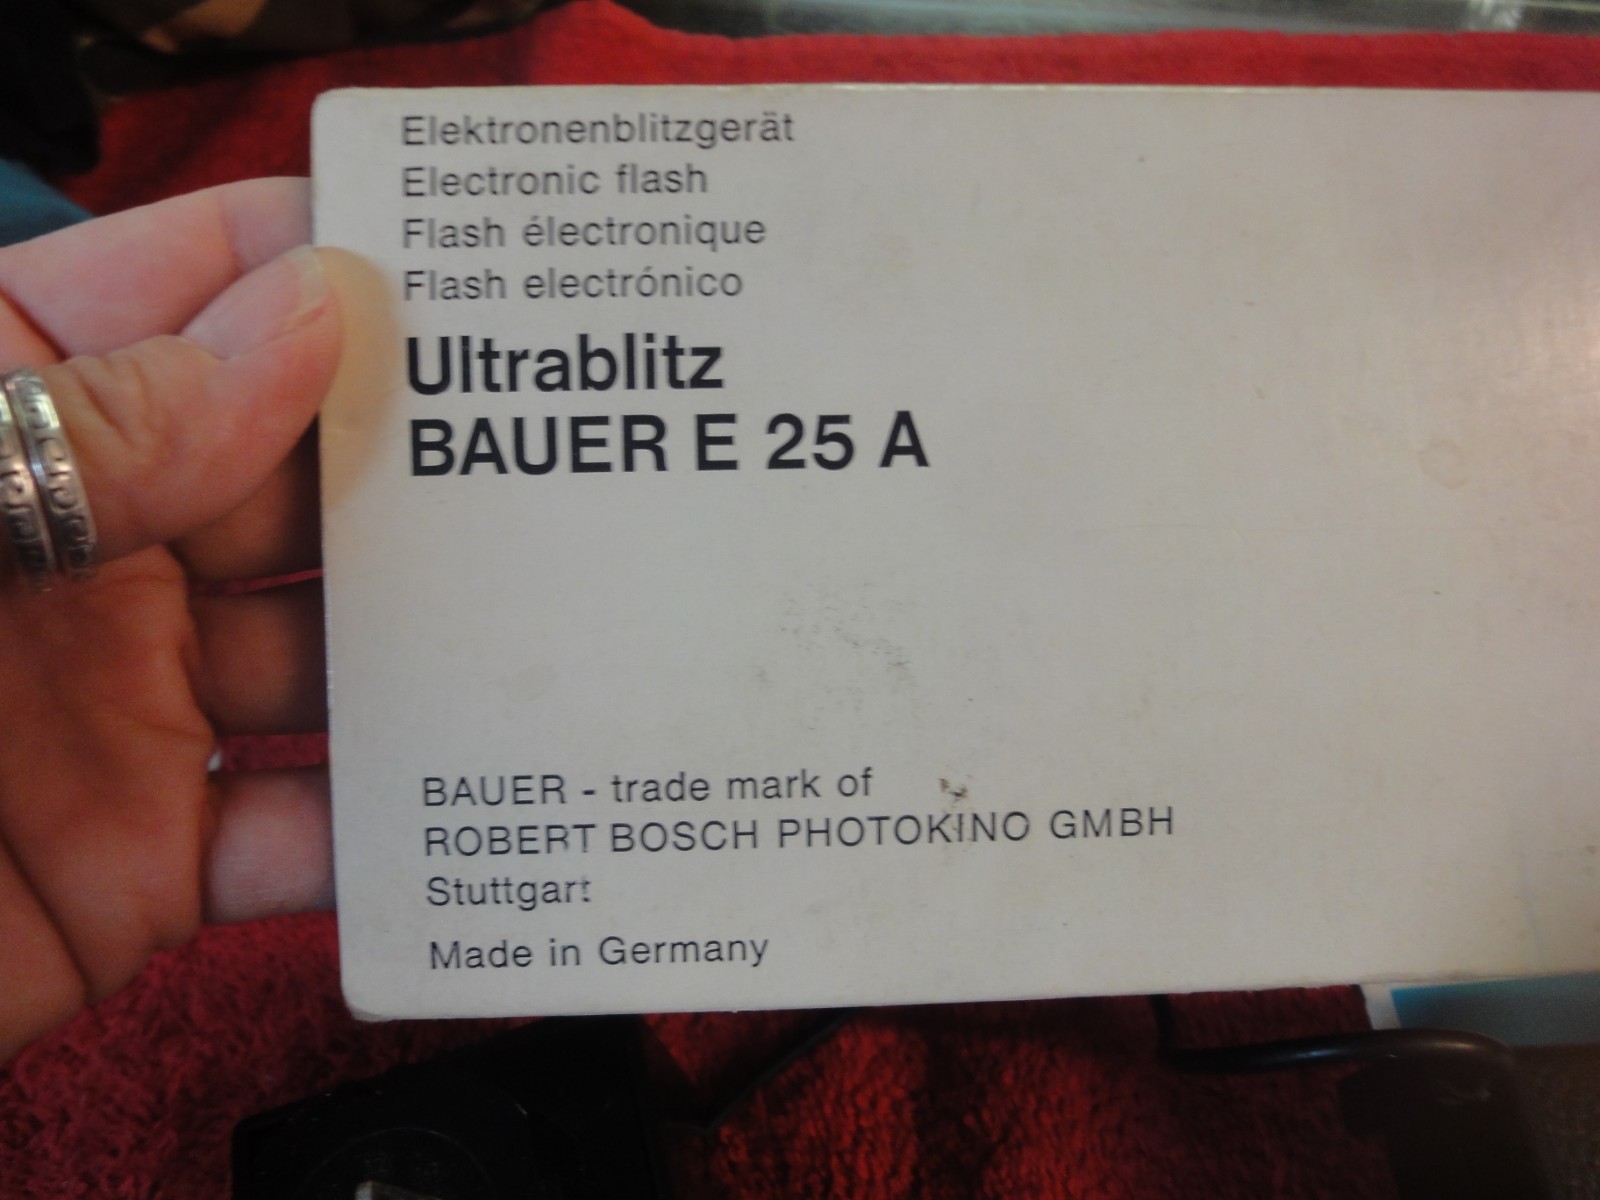 Elektronenblitzgerät
Electronic flash
Flash électronique
Flash electrónico
Ultrablitz
BAUER E 25 A
BAUER - trade mark of
ROBERT BOSCH PHOTOKINO GMBH
Stuttgart
Made in Germany